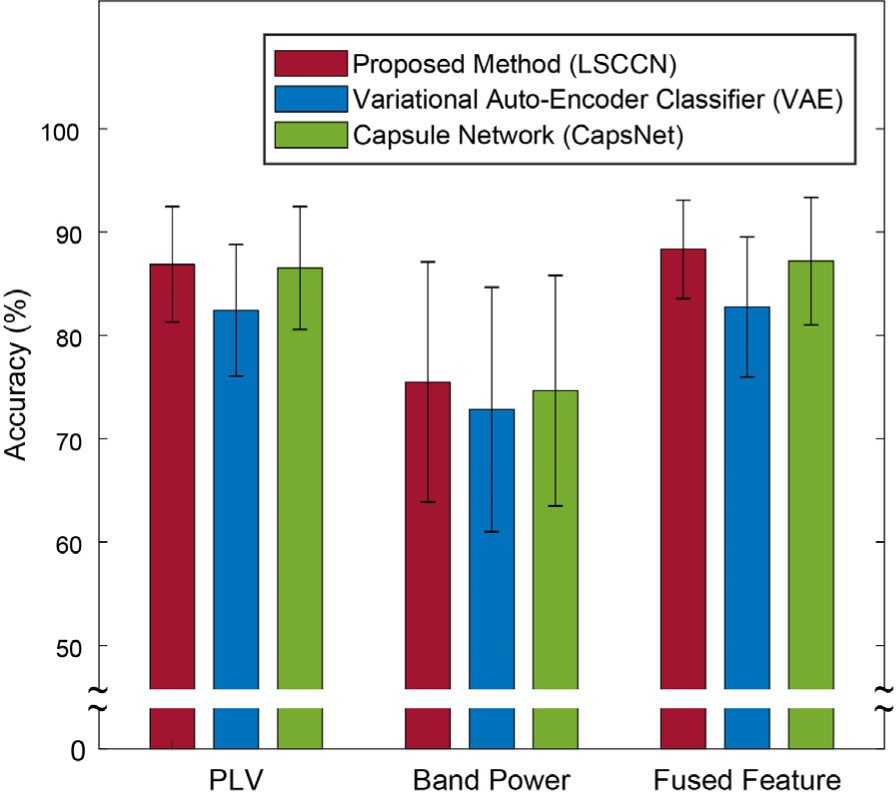 Proposed Method (LSCCN)
Variational Auto-Encoder Classifier (VAE)
Capsule Network (CapsNet)
100
90
80
70
60
50
0
Accuracy (%)
PLV
Band Power
Fused Feature